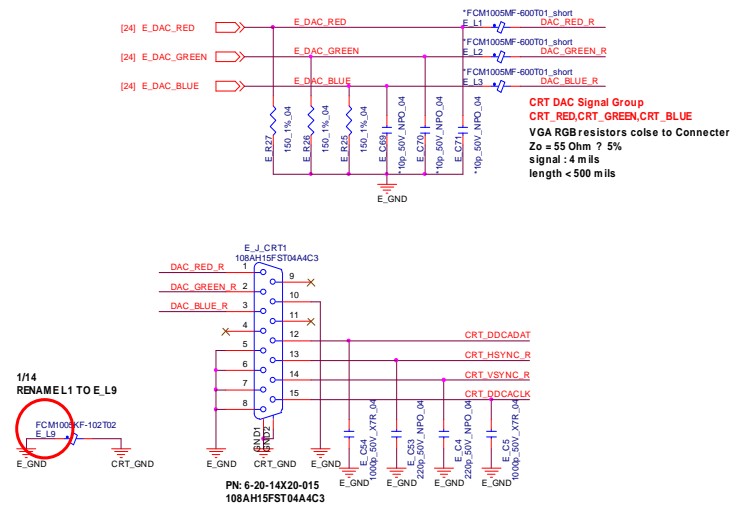 *FCM1005MF-600T01_short
[24] E_DAC_RED E_DAC_RED E_L1 DAC_RED_R
*FCM1005MF-600T01_short
[24] E_DAC_GREEN E_DAC_GREEN E_L2 DAC_GREEN_R
*FCM1005MF-600T01_short
[24] E_DAC_BLUE E_DAC_BLUE E_L3 DAC_BLUE_R
E_R27
150_1%_04
E_R26
150_1%_04
E_R25
150_1%_04
E_C69
*10p_50V_NPO_04
E_C70
*10p_50V_NPO_04
E_C71
*10p_50V_NPO_04
E_GND
CRT DAC Signal Group
CRT_RED,CRT_GREEN,CRT_BLUE
VGA RGB resistors colse to Connecter
Zo = 55 Ohm ? 5%
signal : 4 mils
length < 500 mils
E_J_CRT1
108AH15FST04A4C3
DAC_RED_R 1
9
DAC_GREEN_R 2
10
DAC_BLUE_R 3
11
4
12 CRT_DDCADAT
5
13 CRT_HSYNC_R
6
14 CRT_VSYNC_R
7
15 CRT_DDCACLK
8
GND1
GND2
E_GND CRT_GND E_GND
PN: 6-20-14X20-015
108AH15FST04A4C3
E_C54
1000p_50V_X7R_04
E_GND
E_C53
220p_50V_NPO_04
E_GND
E_C4
220p_50V_NPO_04
E_GND
E_C5
1000p_50V_X7R_04
E_GND
1/14
RENAME L1 TO E_L9
FCM1005KF-102T02
E_L9
E_GND CRT_GND